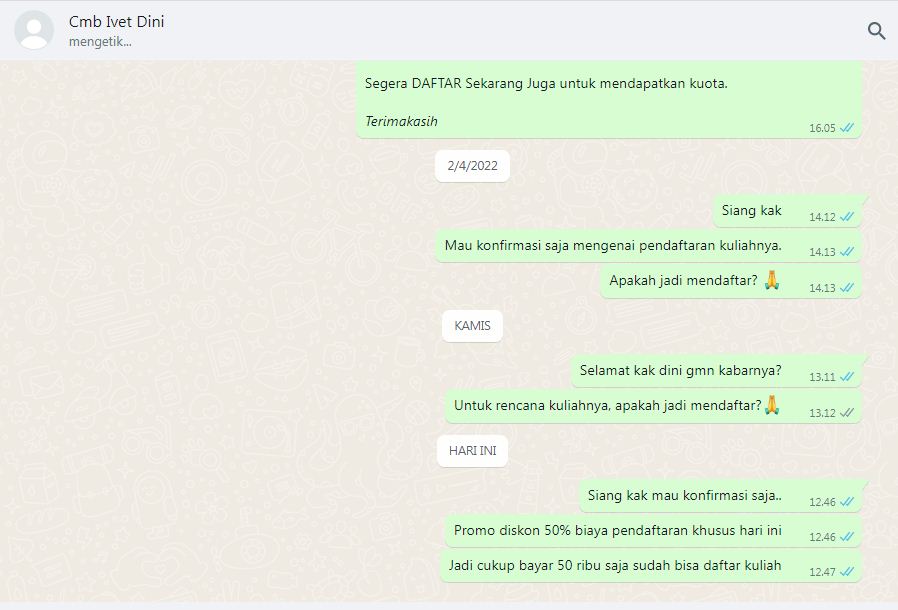 Cmb Ivet Dini
mengetik...
Segera DAFTAR Sekarang Juga untuk mendapatkan kuota.
Terimakasih
16.05
2/4/2022
Siang kak
14.12
Mau konfirmasi saja mengenai pendaftaran kuliahnya.
14.13
Apakah jadi mendaftar? 🙏
14.13
KAMIS
Selamat kak dini gmn kabarnya?
13.11
Untuk rencana kuliahnya, apakah jadi mendaftar?🙏
13.12
HARI INI
Siang kak mau konfirmasi saja..
12.46
Promo diskon 50% biaya pendaftaran khusus hari ini
12.46
Jadi cukup bayar 50 ribu saja sudah bisa daftar kuliah
12.47